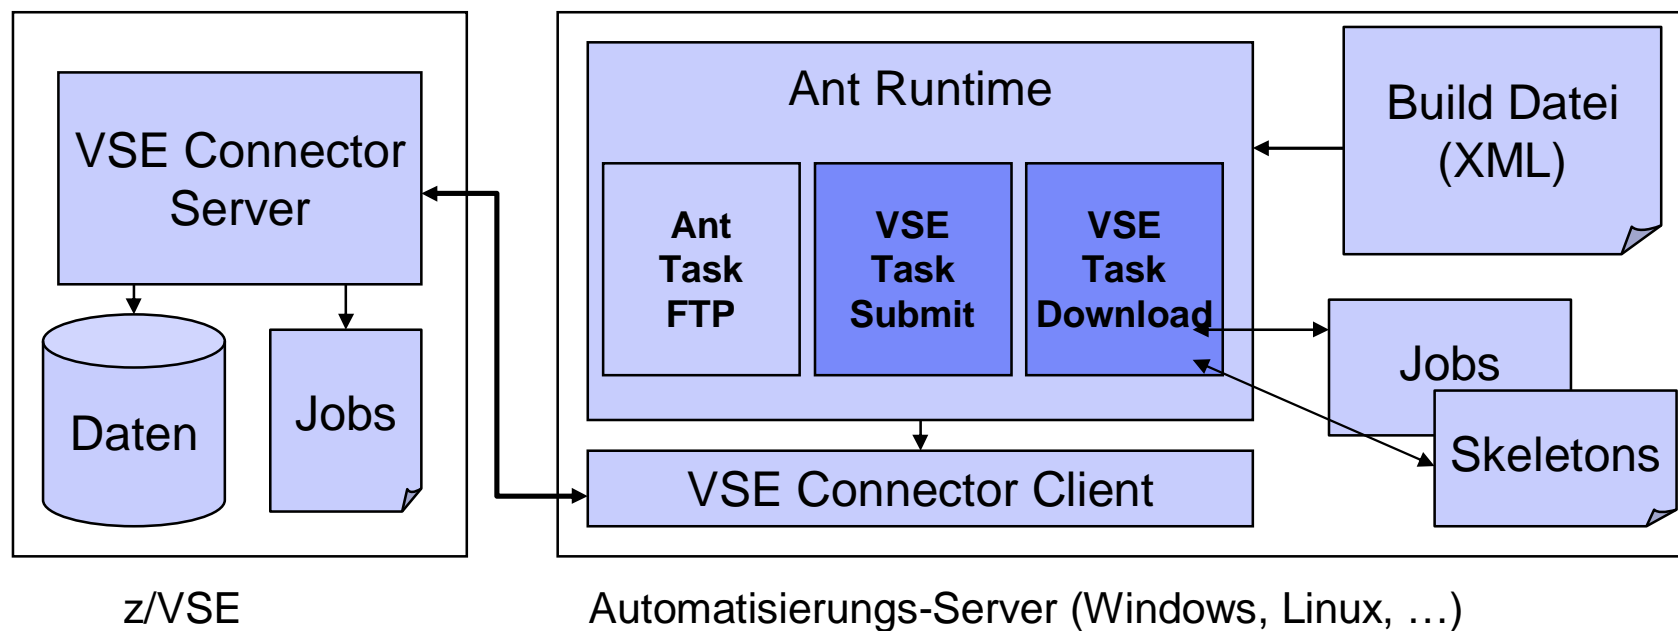 VSE Connector
Server
Daten
Jobs
z/VSE
Ant Runtime
Ant
Task
FTP
VSE
Task
Submit
VSE
Task
Download
VSE Connector Client
Build Datei
(XML)
Jobs
Skeletons
Automatisierungs-Server (Windows, Linux, …)